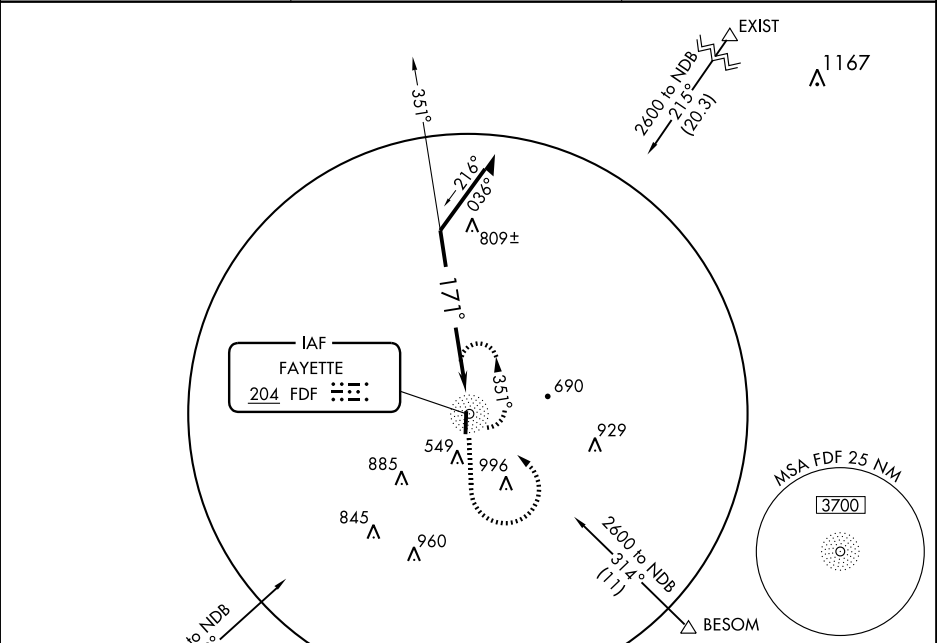 EXIST
1167
2600 to NDB
215°
(20.3)
351°
216°
036°
809±
171°
IAF
FAYETTE
204 FDF
351°
690
929
549
996
885
845
960
MSA FDF 25 NM
3700
2600 to NDB
314°
(11)
BESOM
to NDB